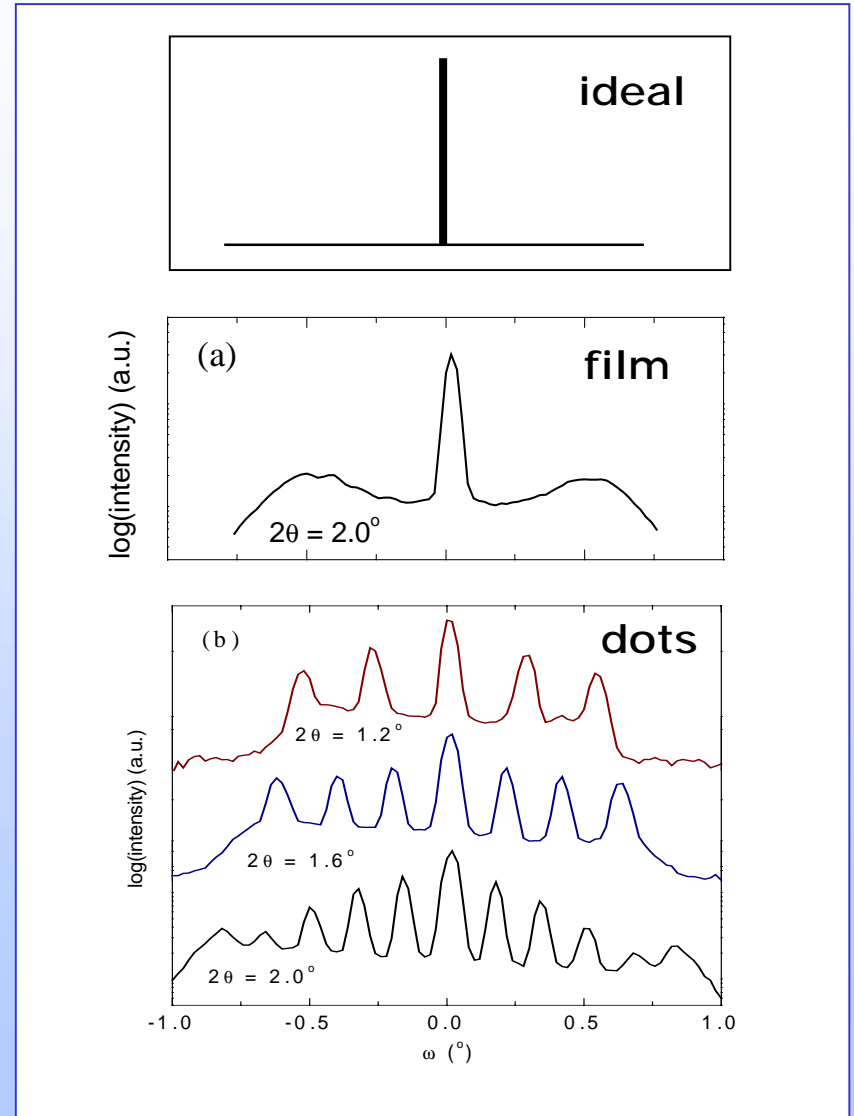 ideal
log(intensity) (a.u.)
(a)
film
2θ = 2.0°
log(intensity) (a.u.)
(b)
dots
2θ = 1.2°
2θ = 1.6°
2θ = 2.0°
-1.0 -0.5 0.0 0.5 1.0
ω (°)